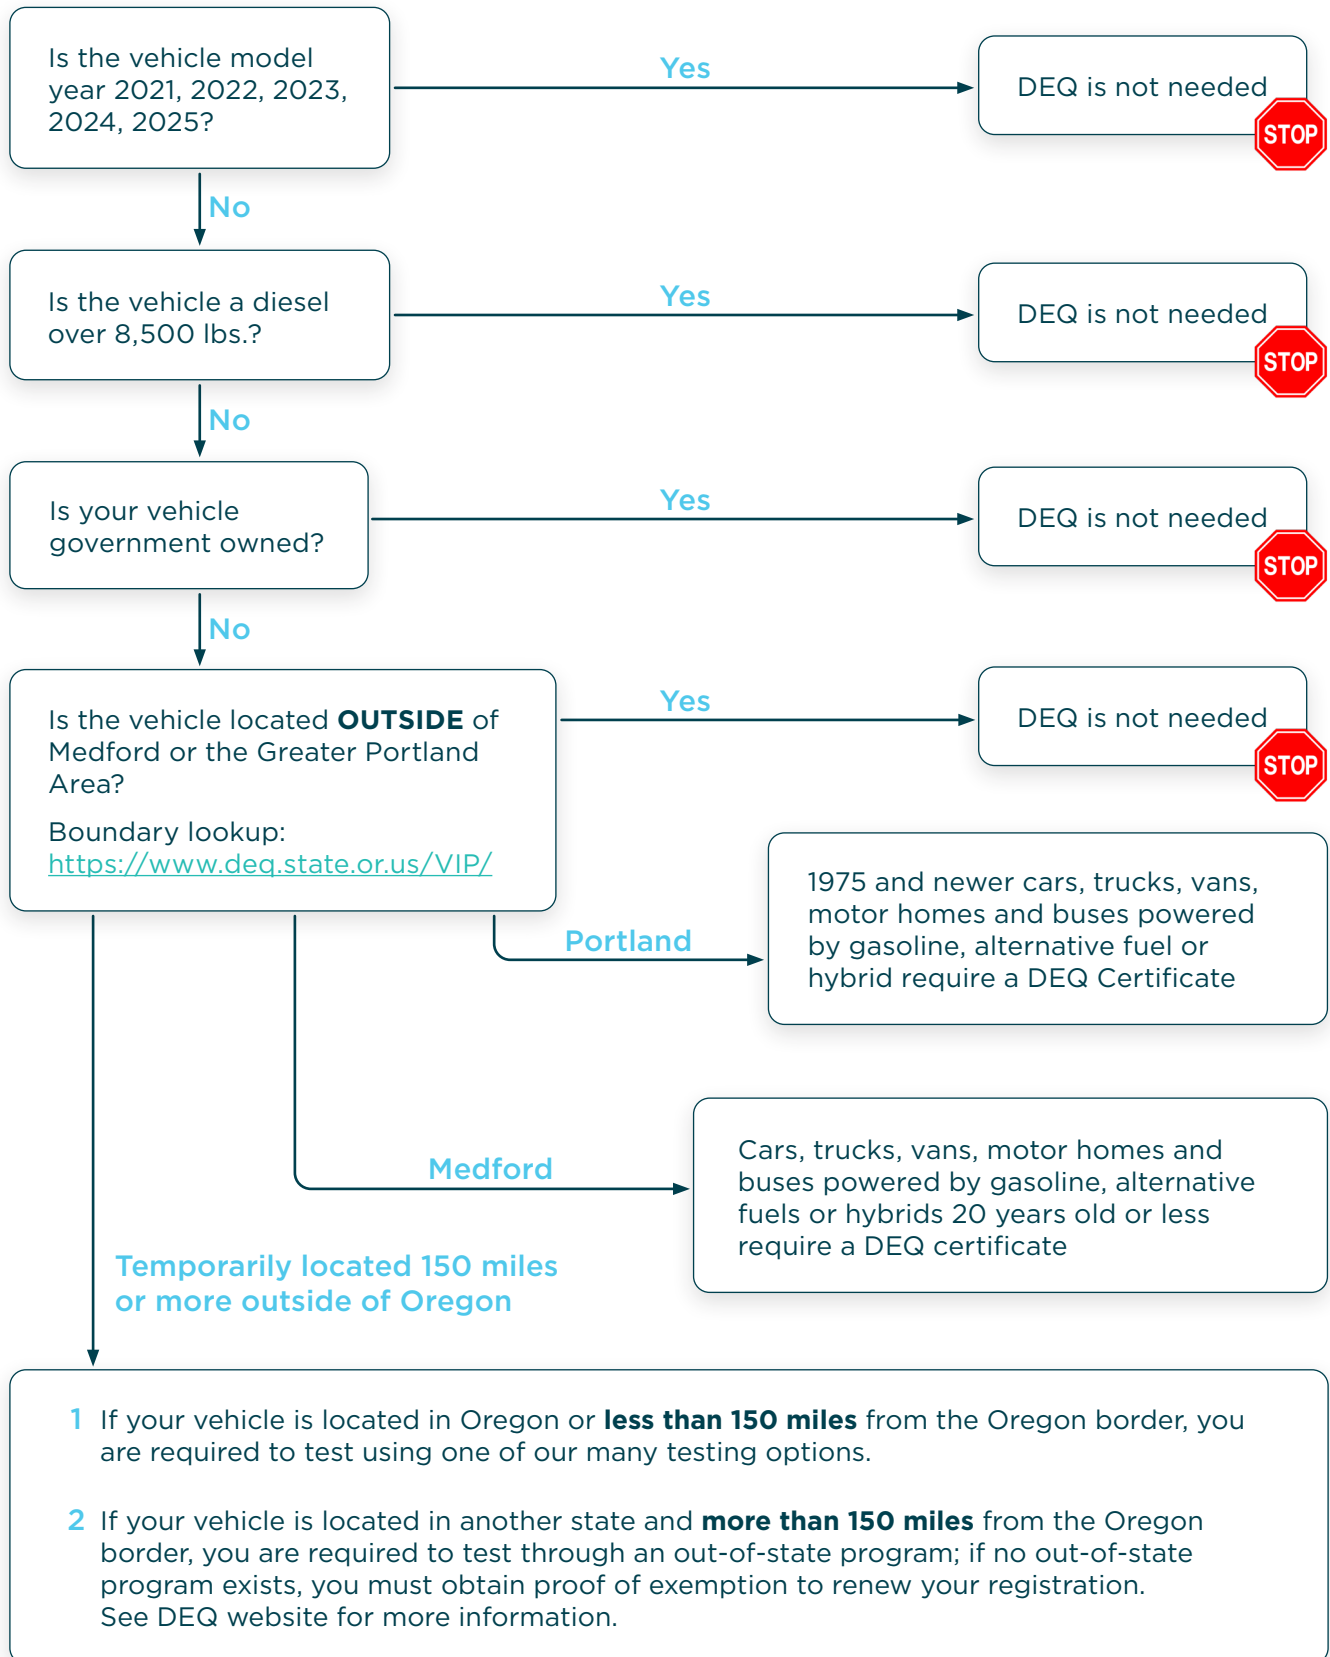 Is the vehicle model
year 2021, 2022, 2023,
2024, 2025?
Yes
DEQ is not needed
STOP
No
Is the vehicle a diesel
over 8,500 lbs.?
Yes
DEQ is not needed
STOP
No
Is your vehicle
government owned?
Yes
DEQ is not needed
STOP
No
Is the vehicle located OUTSIDE of
Medford or the Greater Portland
Area?
Boundary lookup:
https://www.deq.state.or.us/VIP/
Yes
DEQ is not needed
STOP
Portland
1975 and newer cars, trucks, vans,
motor homes and buses powered
by gasoline, alternative fuel or
hybrid require a DEQ Certificate
Medford
Cars, trucks, vans, motor homes and
buses powered by gasoline, alternative
fuels or hybrids 20 years old or less
require a DEQ certificate
Temporarily located 150 miles
or more outside of Oregon
1 If your vehicle is located in Oregon or less than 150 miles from the Oregon border, you
are required to test using one of our many testing options.
2 If your vehicle is located in another state and more than 150 miles from the Oregon
border, you are required to test through an out-of-state program; if no out-of-state
program exists, you must obtain proof of exemption to renew your registration.
See DEQ website for more information.